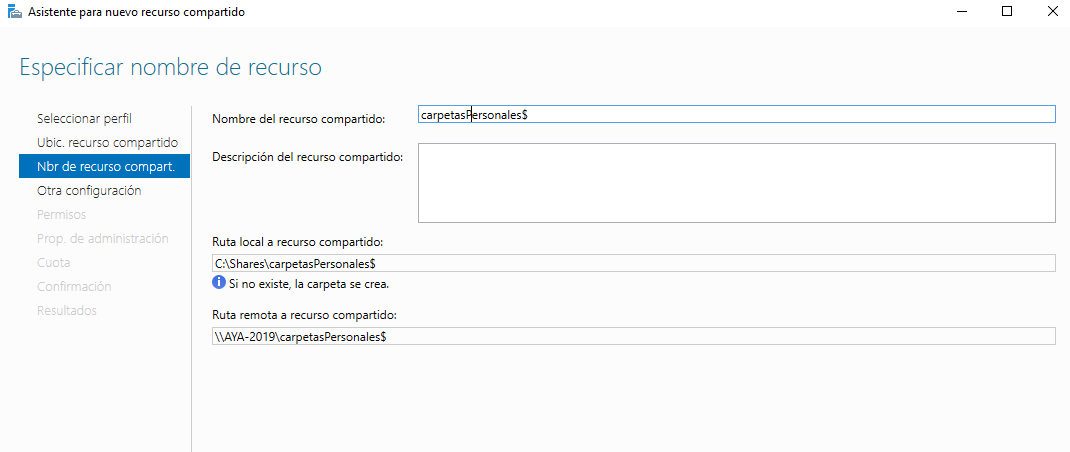 Asistente para nuevo recurso compartido
Especificar nombre de recurso
Seleccionar perfil
Ubic. recurso compartido
Nbr de recurso compart.
Otra configuración
Permisos
Prop. de administración
Cuota
Confirmación
Resultados
Nombre del recurso compartido: carpetasPersonales$
Descripción del recurso compartido:
Ruta local a recurso compartido:
C:\Shares\carpetasPersonales$
Si no existe, la carpeta se crea.
Ruta remota a recurso compartido:
\\AYA-2019\carpetasPersonales$